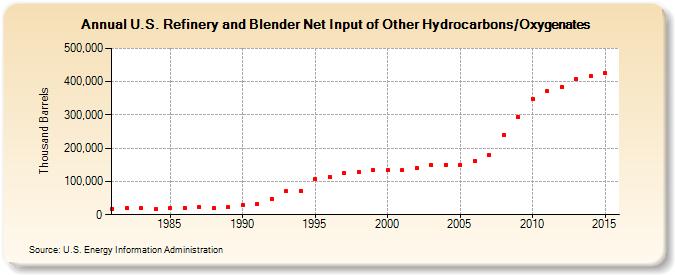 Annual U.S. Refinery and Blender Net Input of Other Hydrocarbons/Oxygenates
Thousand Barrels
500,000
400,000
300,000
200,000
100,000
0
1985 1990 1995 2000 2005 2010 2015
Source: U.S. Energy Information Administration